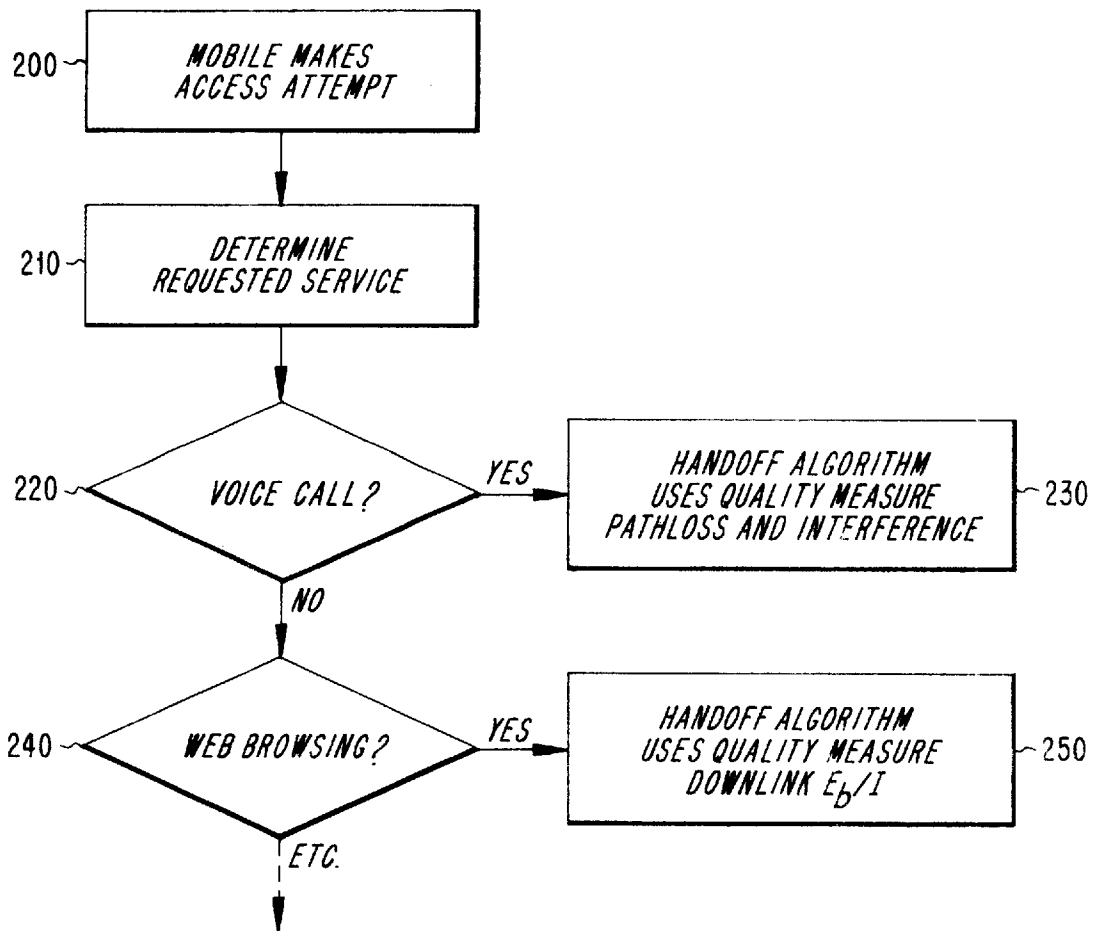 200
MOBILE MAKES
ACCESS ATTEMPT
210
DETERMINE
REQUESTED SERVICE
220
VOICE CALL?
YES
HANDOFF ALGORITHM
USES QUALITY MEASURE
PATHLOSS AND INTERFERENCE
230
NO
240
WEB BROWSING?
YES
HANDOFF ALGORITHM
USES QUALITY MEASURE
DOWNLINK Eb/I
250
ETC.